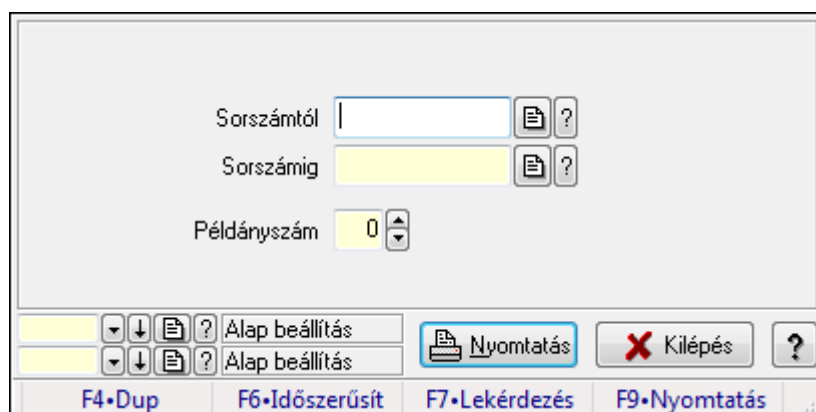 Sorszámtól ?
Sorszámig ?
Példányszám 0
? Alap beállítás
? Alap beállítás
Nyomtatás Kilépés ?
F4•Dup F6•Időszerűsít F7•Lekérdezés F9•Nyomtatás